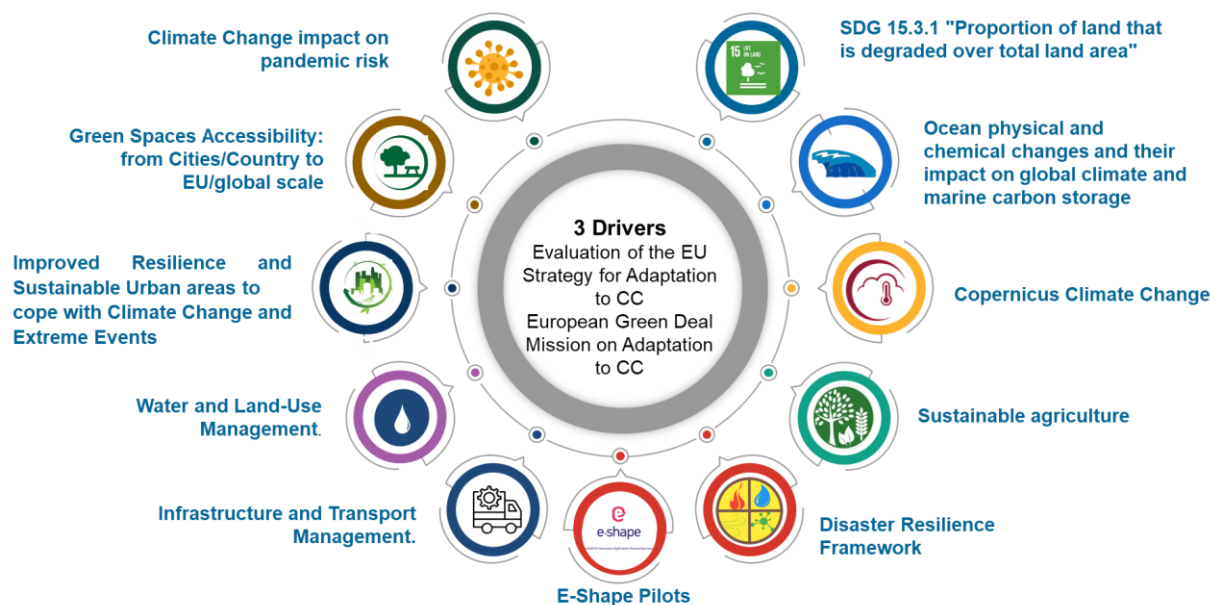 Climate Change impact on
pandemic risk
SDG 15.3.1 "Proportion of land that
is degraded over total land area"
15 LIFE
ON LAND
Green Spaces Accessibility:
from Cities/Country to
EU/global scale
Ocean physical and
chemical changes and their
impact on global climate and
marine carbon storage
3 Drivers
Evaluation of the EU
Strategy for Adaptation
to CC
European Green Deal
Mission on Adaptation
to CC
Improved Resilience and
Sustainable Urban areas to
cope with Climate Change and
Extreme Events
Copernicus Climate Change
Water and Land-Use
Management.
Sustainable agriculture
Infrastructure and Transport
Management.
e-shape
Disaster Resilience
Framework
E-Shape Pilots